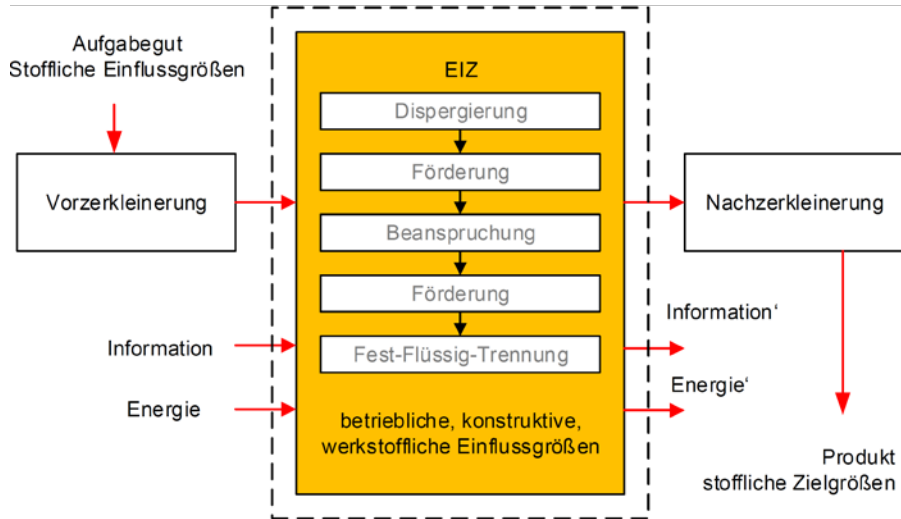 Aufgabegut
Stoffliche Einflussgrößen
Vorzerkleinerung
Information
Energie
EIZ
Dispergierung
Förderung
Beanspruchung
Förderung
Fest-Flüssig-Trennung
betriebliche, konstruktive,
werkstoffliche Einflussgrößen
Nachzerkleinerung
Information‘
Energie‘
Produkt
stoffliche Zielgrößen